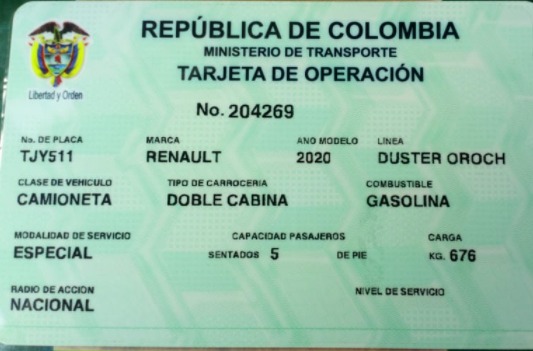 REPÚBLICA DE COLOMBIA
MINISTERIO DE TRANSPORTE
TARJETA DE OPERACIÓN
Libertad y Orden
No. 204269
No. DE PLACA MARCA ANO MODELO LINEA
TJY511 RENAULT 2020 DUSTER OROCH
CLASE DE VEHICULO TIPO DE CARROCERIA COMBUSTIBLE
CAMIONETA DOBLE CABINA GASOLINA
MODALIDAD DE SERVICIO CAPACIDAD PASAJEROS CARGA
ESPECIAL SENTADOS 5 DE PIE KG. 676
RADIO DE ACCION NIVEL DE SERVICIO
NACIONAL